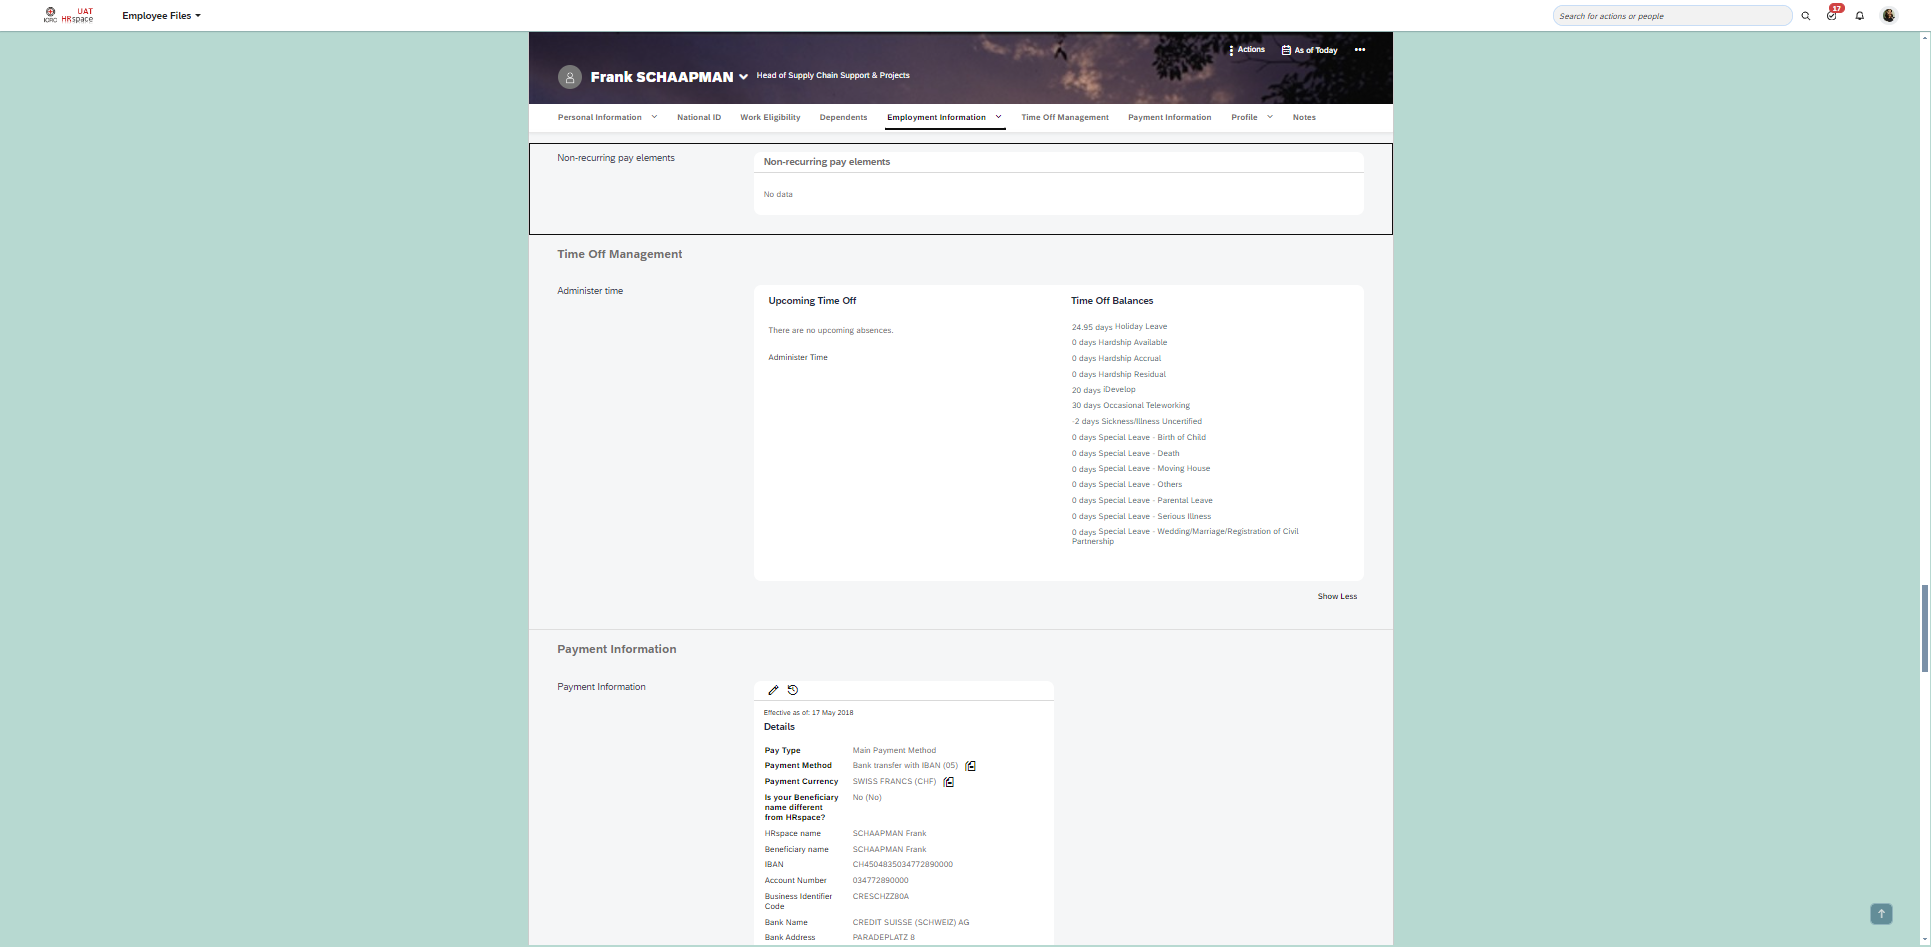 ICRC UAT HRspace
Employee Files
Search for actions or people
17
Actions
As of Today
Frank SCHAAPMAN
Head of Supply Chain Support & Projects
Personal Information
National ID
Work Eligibility
Dependents
Employment Information
Time Off Management
Payment Information
Profile
Notes
Non-recurring pay elements
Non-recurring pay elements
No data
Time Off Management
Administer time
Upcoming Time Off
There are no upcoming absences.
Administer Time
Time Off Balances
24.95 days Holiday Leave
0 days Hardship Available
0 days Hardship Accrual
0 days Hardship Residual
20 days iDevelop
30 days Occasional Teleworking
-2 days Sickness/Illness Uncertified
0 days Special Leave - Birth of Child
0 days Special Leave - Death
0 days Special Leave - Moving House
0 days Special Leave - Others
0 days Special Leave - Parental Leave
0 days Special Leave - Serious Illness
0 days Special Leave - Wedding/Marriage/Registration of Civil
Partnership
Show Less
Payment Information
Payment Information
Effective as of: 17 May 2018
Details
Pay Type Main Payment Method
Payment Method Bank transfer with IBAN (05)
Payment Currency SWISS FRANCS (CHF)
Is your Beneficiary No (No)
name different
from HRspace?
HRspace name SCHAAPMAN Frank
Beneficiary name SCHAAPMAN Frank
IBAN CH4504835034772890000
Account Number 034772890000
Business Identifier CRESCHZZ80A
Code
Bank Name CREDIT SUISSE (SCHWEIZ) AG
Bank Address PARADEPLATZ 8